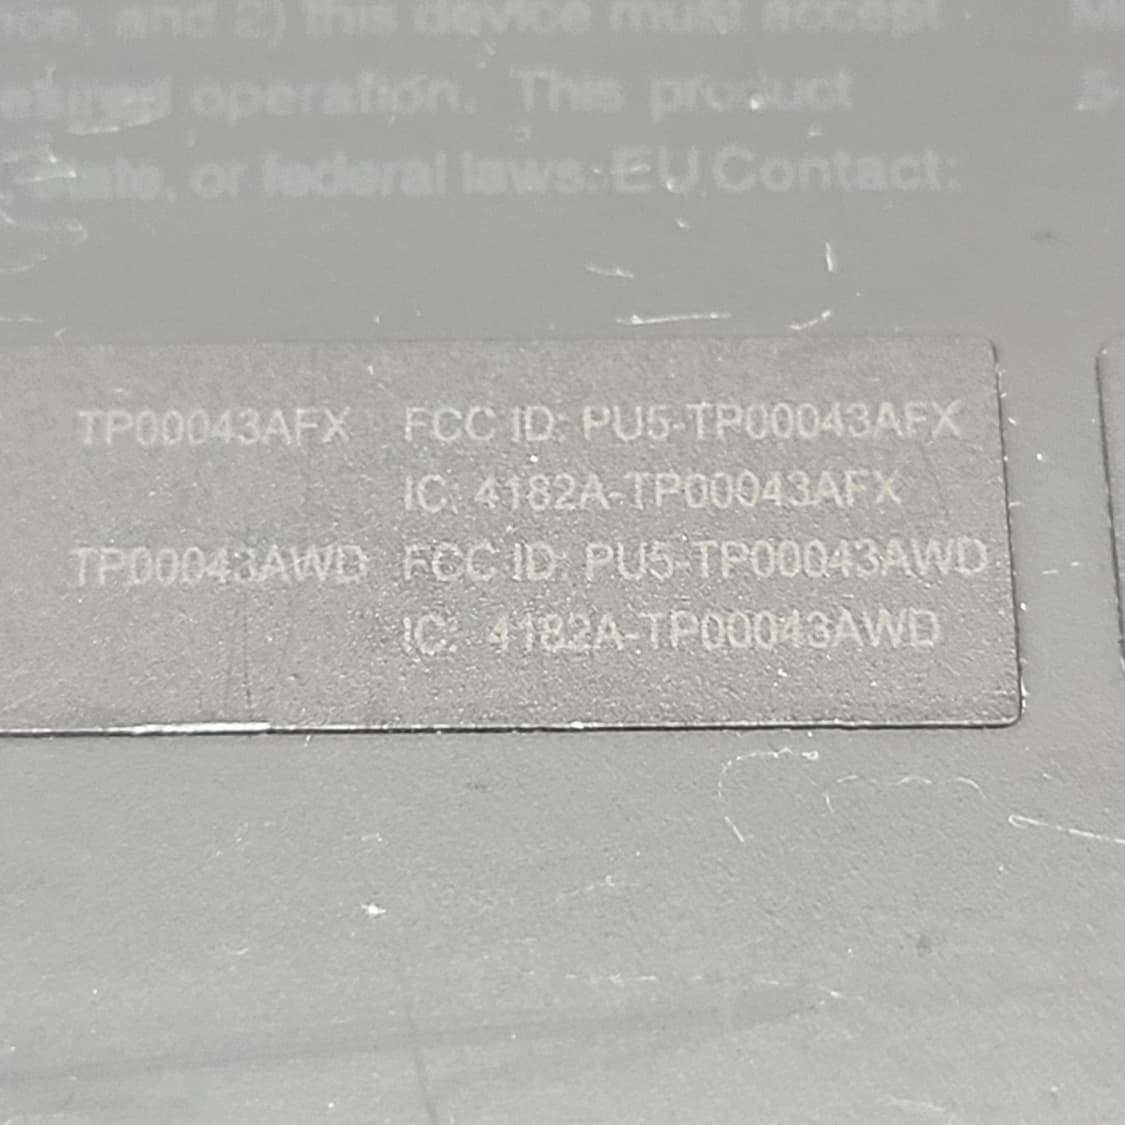 and 2) this device must accept
operation. This product
state, or federal laws. EU Contact:
TP00043AFX FCC ID: PU5-TP00043AFX
IC: 4182A-TP00043AFX
TP00043AWD FCC ID: PU5-TP00043AWD
IC: 4182A-TP00043AWD